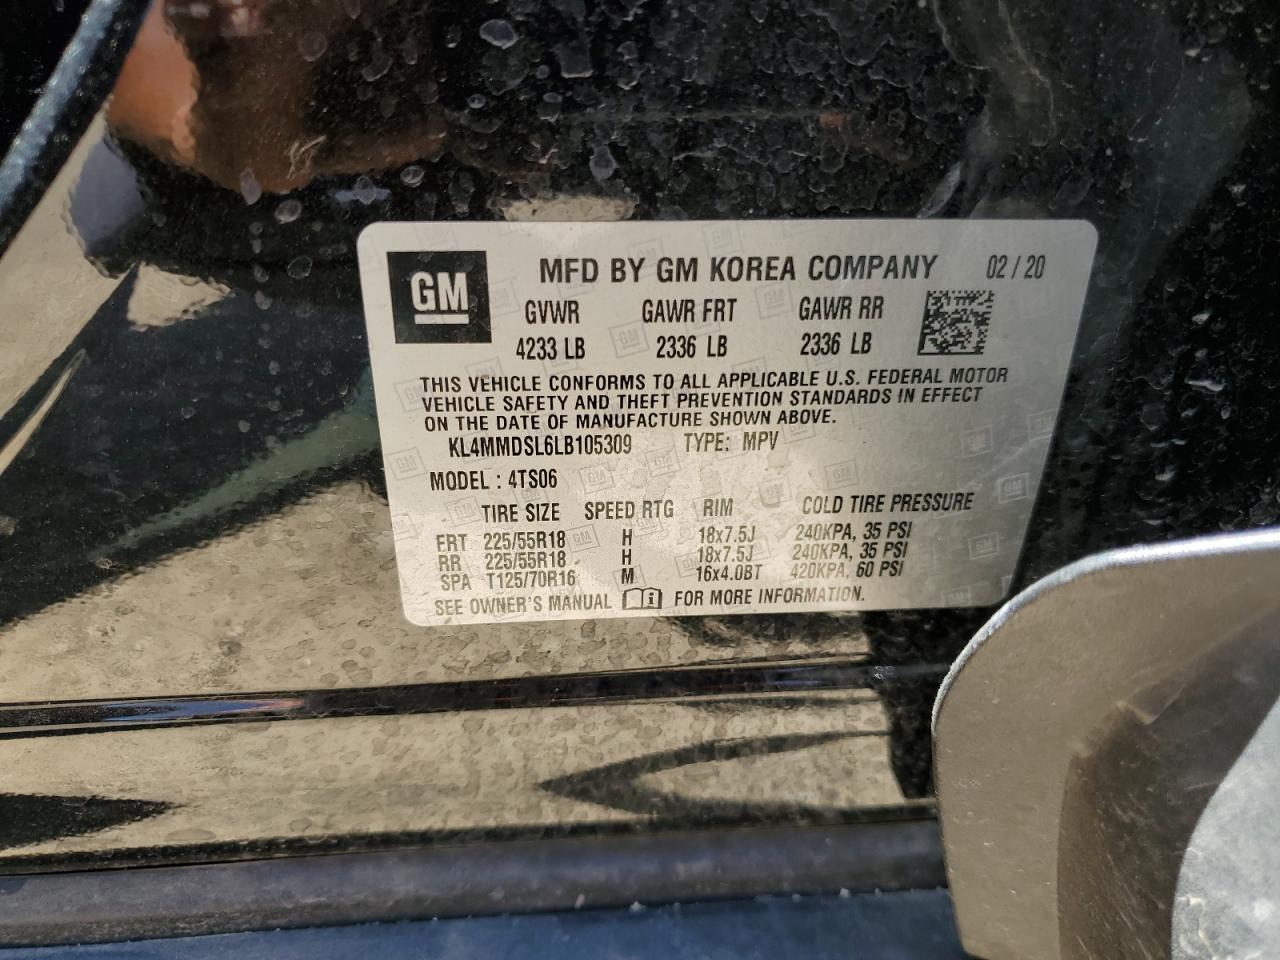 GM MFD BY GM KOREA COMPANY 02/20
GVWR GAWR FRT GAWR RR
4233 LB 2336 LB 2336 LB
THIS VEHICLE CONFORMS TO ALL APPLICABLE U.S. FEDERAL MOTOR
VEHICLE SAFETY AND THEFT PREVENTION STANDARDS IN EFFECT
ON THE DATE OF MANUFACTURE SHOWN ABOVE.
KL4MMDSL6LB105309 TYPE: MPV
MODEL : 4TS06
TIRE SIZE SPEED RTG RIM COLD TIRE PRESSURE
FRT 225/55R18 H 18x7.5J 240KPA, 35 PSI
RR 225/55R18 H 18x7.5J 240KPA, 35 PSI
SPA T125/70R16 M 16x4.0BT 420KPA, 60 PSI
SEE OWNER'S MANUAL i FOR MORE INFORMATION.